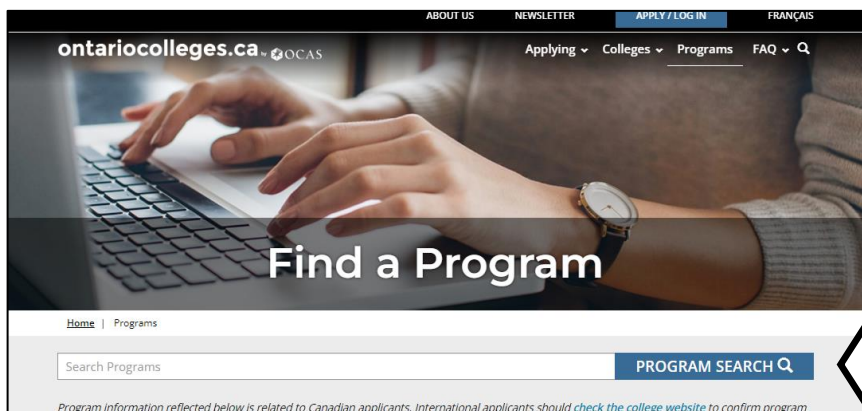 ABOUT US NEWSLETTER APPLY / LOG IN FRANÇAIS
ontariocolleges.ca OCAS Applying Colleges Programs FAQ
Find a Program
Home | Programs
Search Programs PROGRAM SEARCH
Program information reflected below is related to Canadian applicants. International applicants should check the college website to confirm program